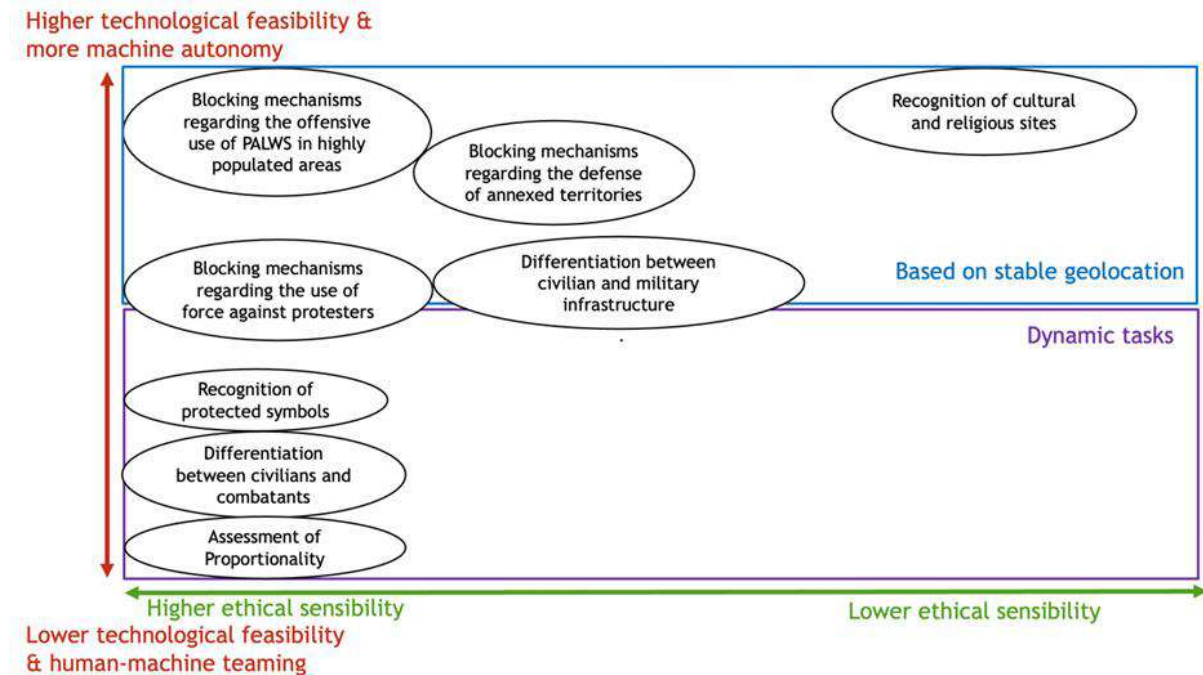 Higher technological feasibility &
more machine autonomy
Blocking mechanisms
regarding the offensive
use of PALWS in highly
populated areas
Recognition of cultural
and religious sites
Blocking mechanisms
regarding the defense
of annexed territories
Blocking mechanisms
regarding the use of
force against protesters
Differentiation between
civilian and military
infrastructure
Based on stable geolocation
Dynamic tasks
Recognition of
protected symbols
Differentiation
between civilians and
combatants
Assessment of
Proportionality
Higher ethical sensibility
Lower ethical sensibility
Lower technological feasibility
& human-machine teaming